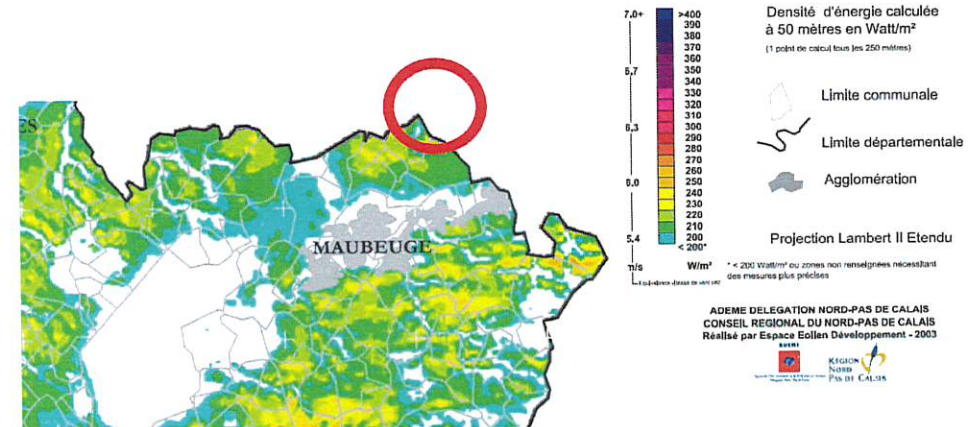 ES
MAUBEUGE
7.0+
6,3
6.0
5.4
m/s
>400
390
380
370
360
350
340
330
320
310
300
290
280
270
260
250
240
230
220
210
200
< 200*
W/m²
Densité d'énergie calculée
à 50 mètres en Watt/m²
(1 point de calcul tous les 250 mètres)
Limite communale
Limite départementale
Agglomération
Projection Lambert II Etendu
* < 200 Watt/m² ou zones non renseignées nécessitant
des mesures plus précises
ADEME DELEGATION NORD-PAS DE CALAIS
CONSEIL REGIONAL DU NORD-PAS DE CALAIS
Réalisé par Espace Eolien Développement - 2003
REGION
NORD
PAS DE CALAIS